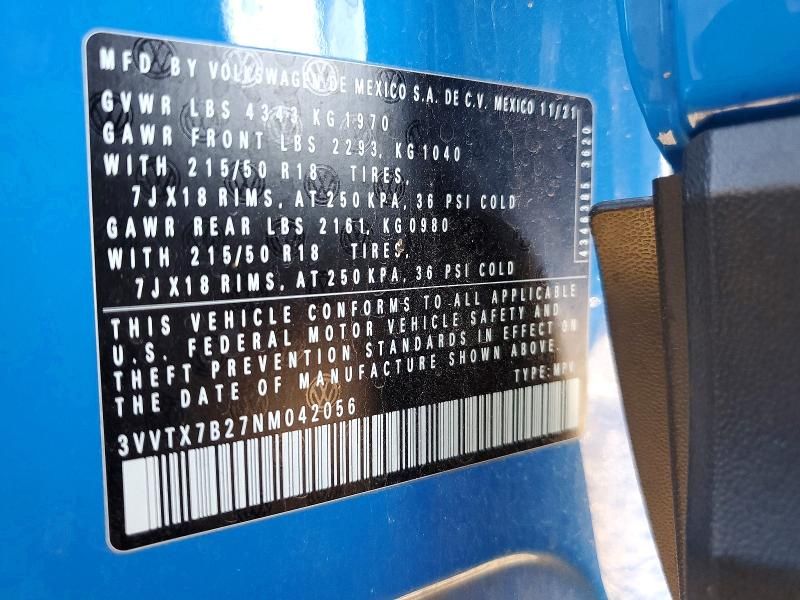 MFD BY VOLKSWAGEN DE MEXICO S.A. DE C.V. MEXICO 11/21
GVWR LBS 4343 KG 1970
GAWR FRONT LBS 2293, KG 1040
WITH 215/50 R18 TIRES,
7JX18 RIMS, AT 250 KPA, 36 PSI COLD
GAWR REAR LBS 2161, KG 0980
WITH 215/50 R18 TIRES,
7JX18 RIMS, AT 250 KPA, 36 PSI COLD
4346385 3620
THIS VEHICLE CONFORMS TO ALL APPLICABLE
U.S. FEDERAL MOTOR VEHICLE SAFETY AND
THEFT PREVENTION STANDARDS IN EFFECT ON
THE DATE OF MANUFACTURE SHOWN ABOVE.
TYPE: MPV
3VVTX7B27NM042056